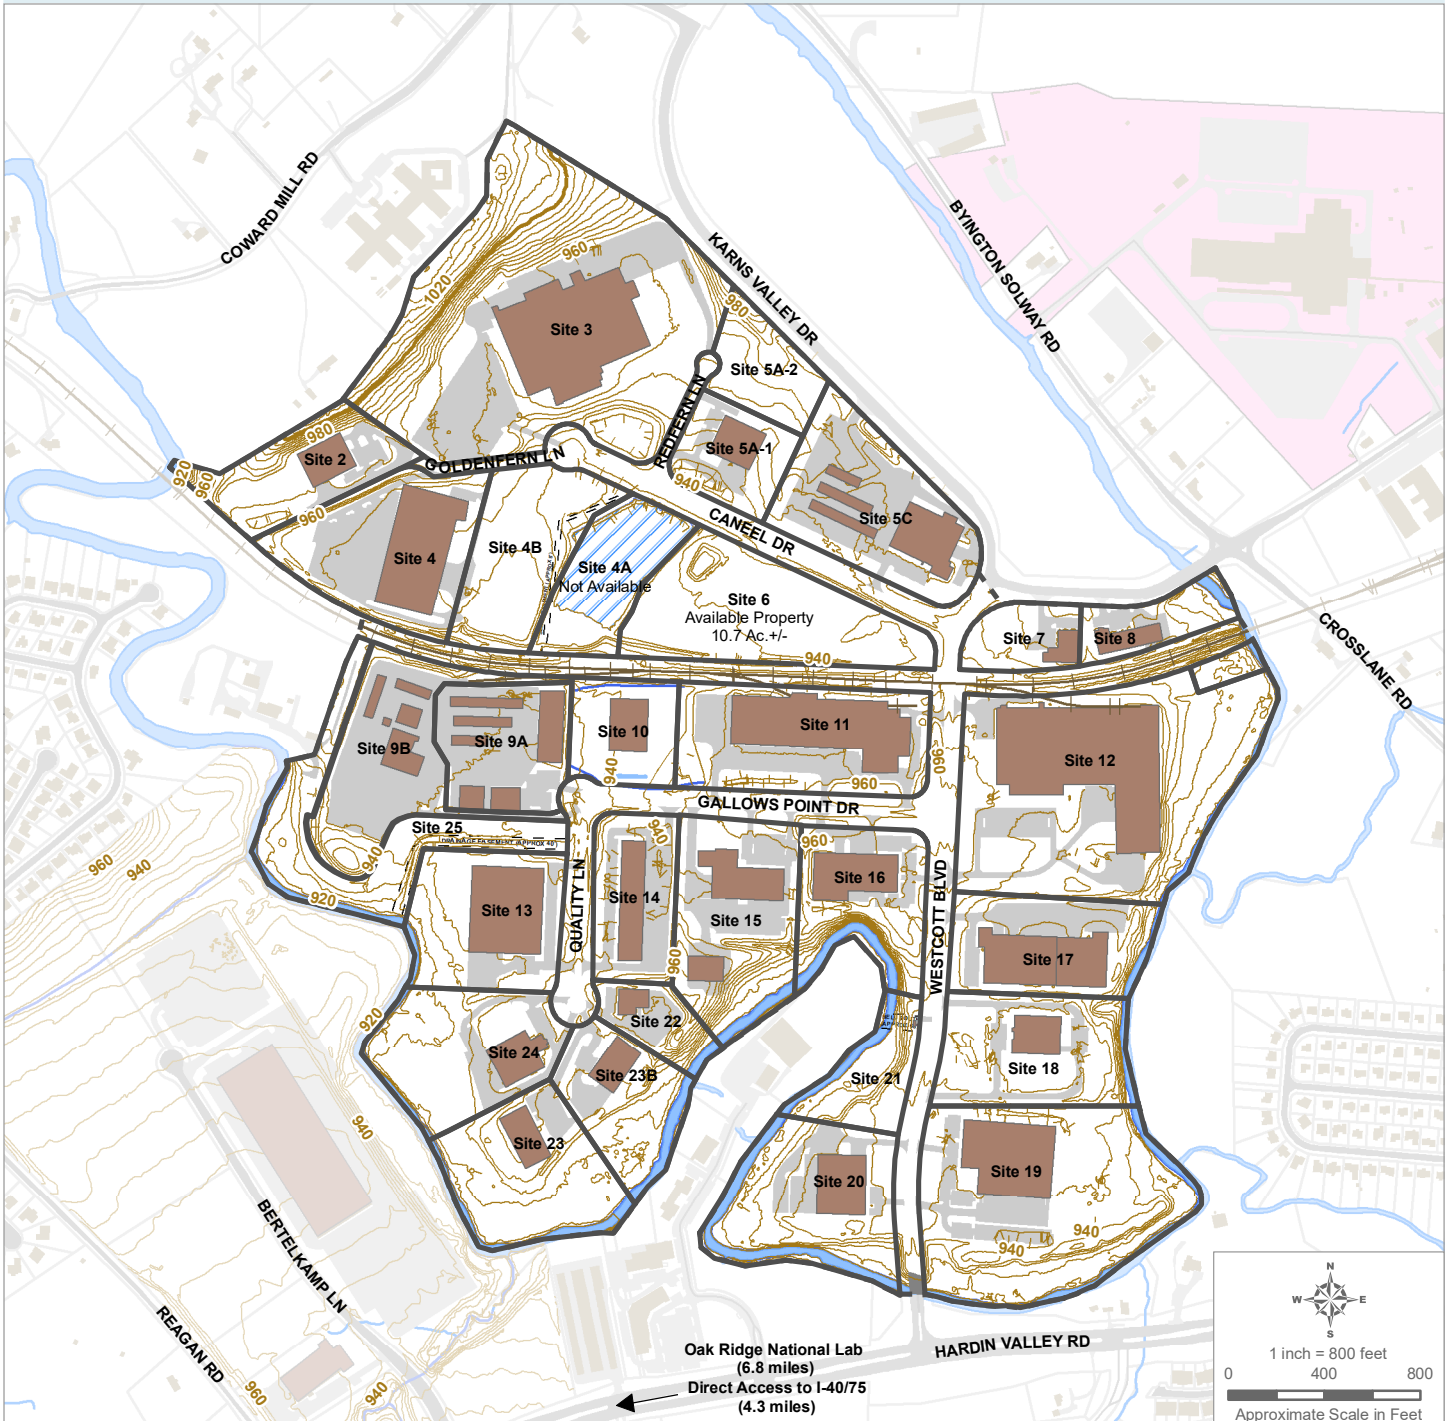 COWARD MILL RD
KARNS VALLEY DR
BYINGTON SOLWAY RD
960
1020
980
Site 3
Site 5A-2
REDFERN LN
980
Site 2
920
960
GOLDENFERN LN
Site 5A-1
940
960
CANEEL DR
Site 5C
Site 4
Site 4B
Site 4A
Not Available
Site 6
Available Property
10.7 Ac.+/-
940
Site 7
Site 8
CROSSLANE RD
Site 9B
Site 9A
Site 10
940
Site 11
960
960
Site 12
GALLOWS POINT DR
Site 25
DRAINAGE EASEMENT (APPROX 40')
940
940
960
960
940
920
QUALITY LN
Site 13
Site 14
Site 15
Site 16
WESTCOTT BLVD
960
Site 17
920
Site 22
Site 24
Site 23B
Site 21
Site 18
940
Site 23
Site 20
Site 19
940
940
BERTELKAMP LN
REAGAN RD
960
940
Oak Ridge National Lab
(6.8 miles)
Direct Access to I-40/75
(4.3 miles)
HARDIN VALLEY RD
N
W E
S
1 inch = 800 feet
0 400 800
Approximate Scale in Feet